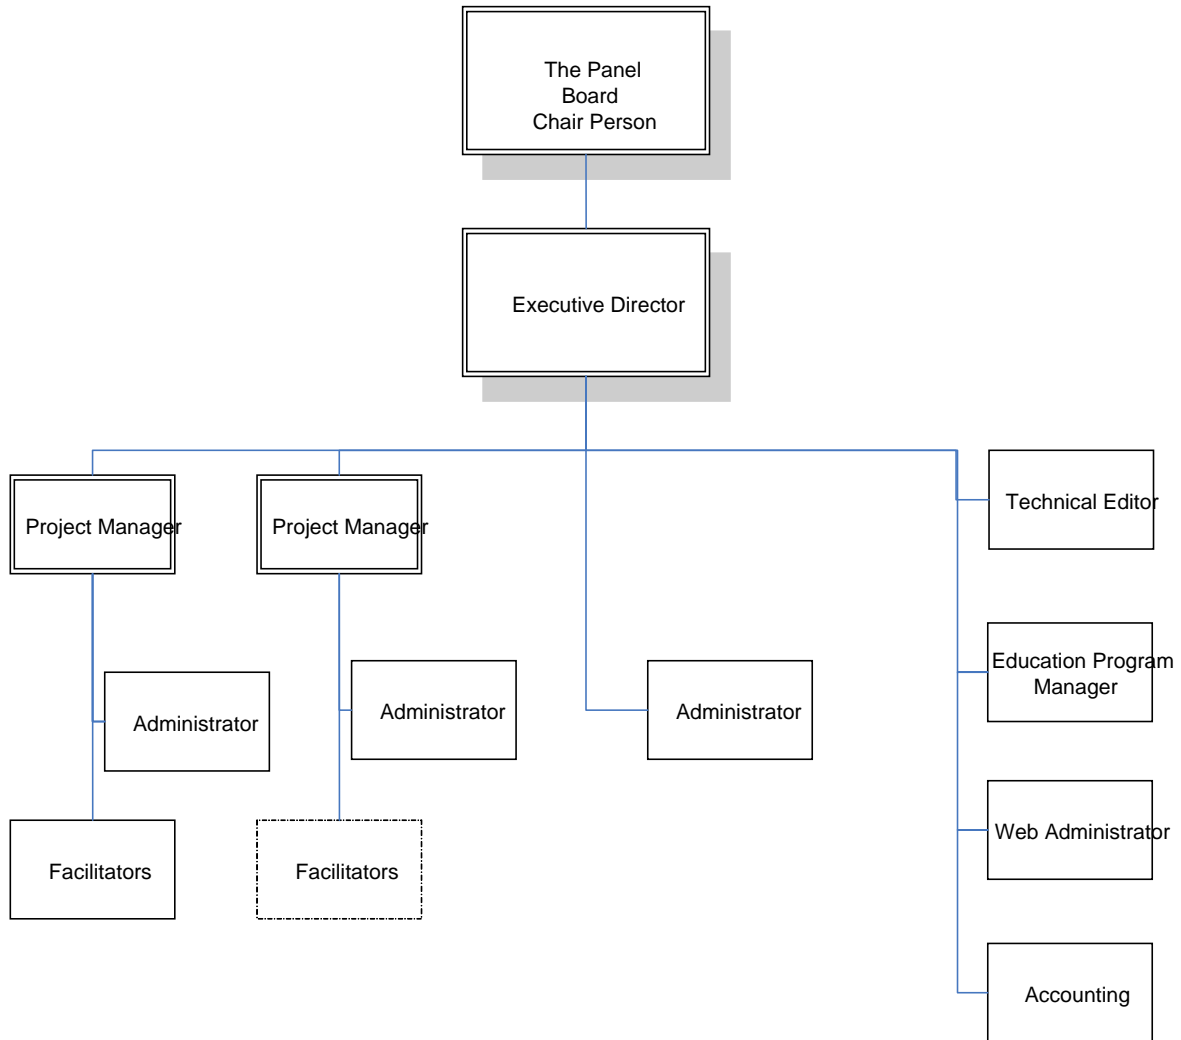 The Panel
Board
Chair Person
Executive Director
Project Manager
Project Manager
Technical Editor
Education Program
Manager
Administrator
Administrator
Administrator
Web Administrator
Facilitators
Facilitators
Accounting